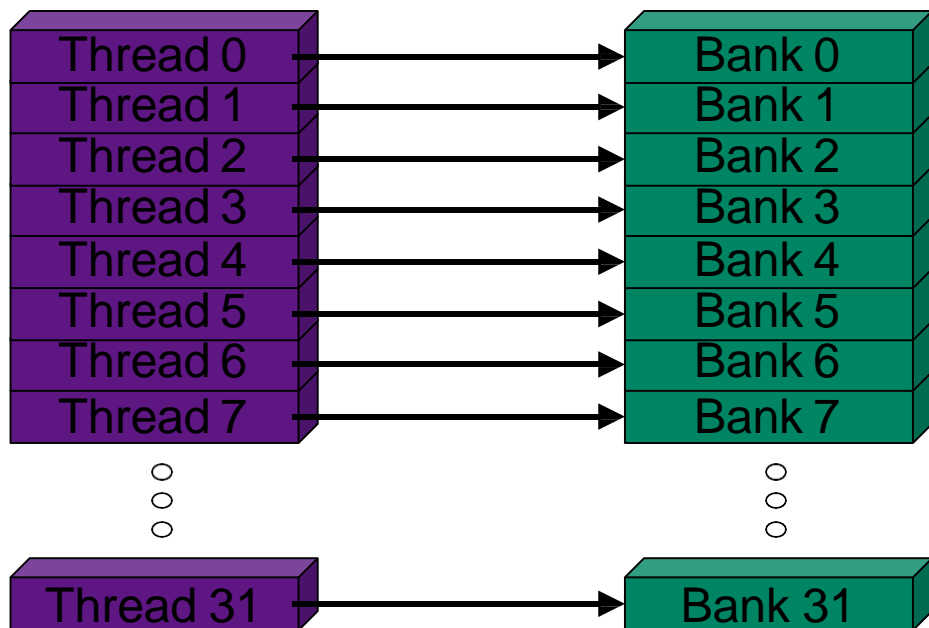 Thread 0
Bank 0
Thread 1
Bank 1
Thread 2
Bank 2
Thread 3
Bank 3
Thread 4
Bank 4
Thread 5
Bank 5
Thread 6
Bank 6
Thread 7
Bank 7
Thread 31
Bank 31